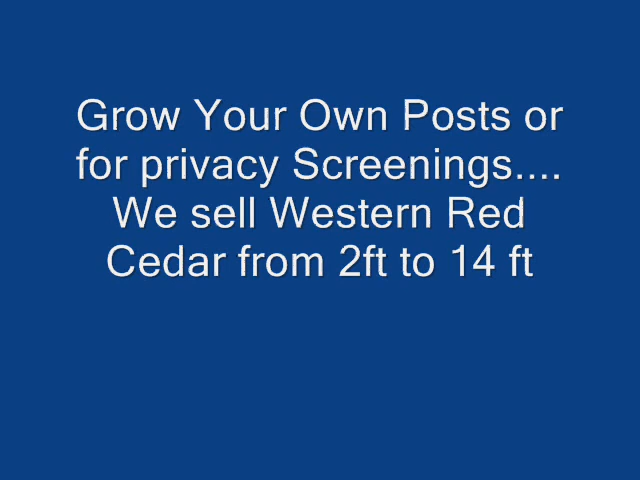 Grow Your Own Posts or
for privacy Screenings....
We sell Western Red
Cedar from 2ft to 14 ft